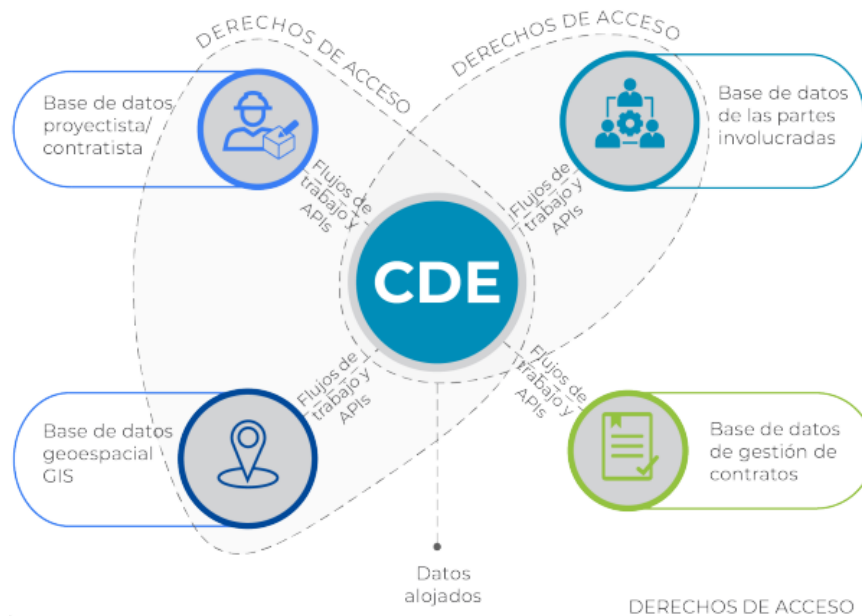 DERECHOS DE ACCESO
DERECHOS DE ACCESO
Base de datos
proyectista/
contratista
Base de datos
de las partes
involucradas
Flujos de
trabajo y
APIs
Flujos de
trabajo y
APIs
CDE
Flujos de
trabajo y
APIs
Flujos de
trabajo y
APIs
Base de datos
geoespacial
GIS
Base de datos
de gestión de
contratos
Datos
alojados
DERECHOS DE ACCESO